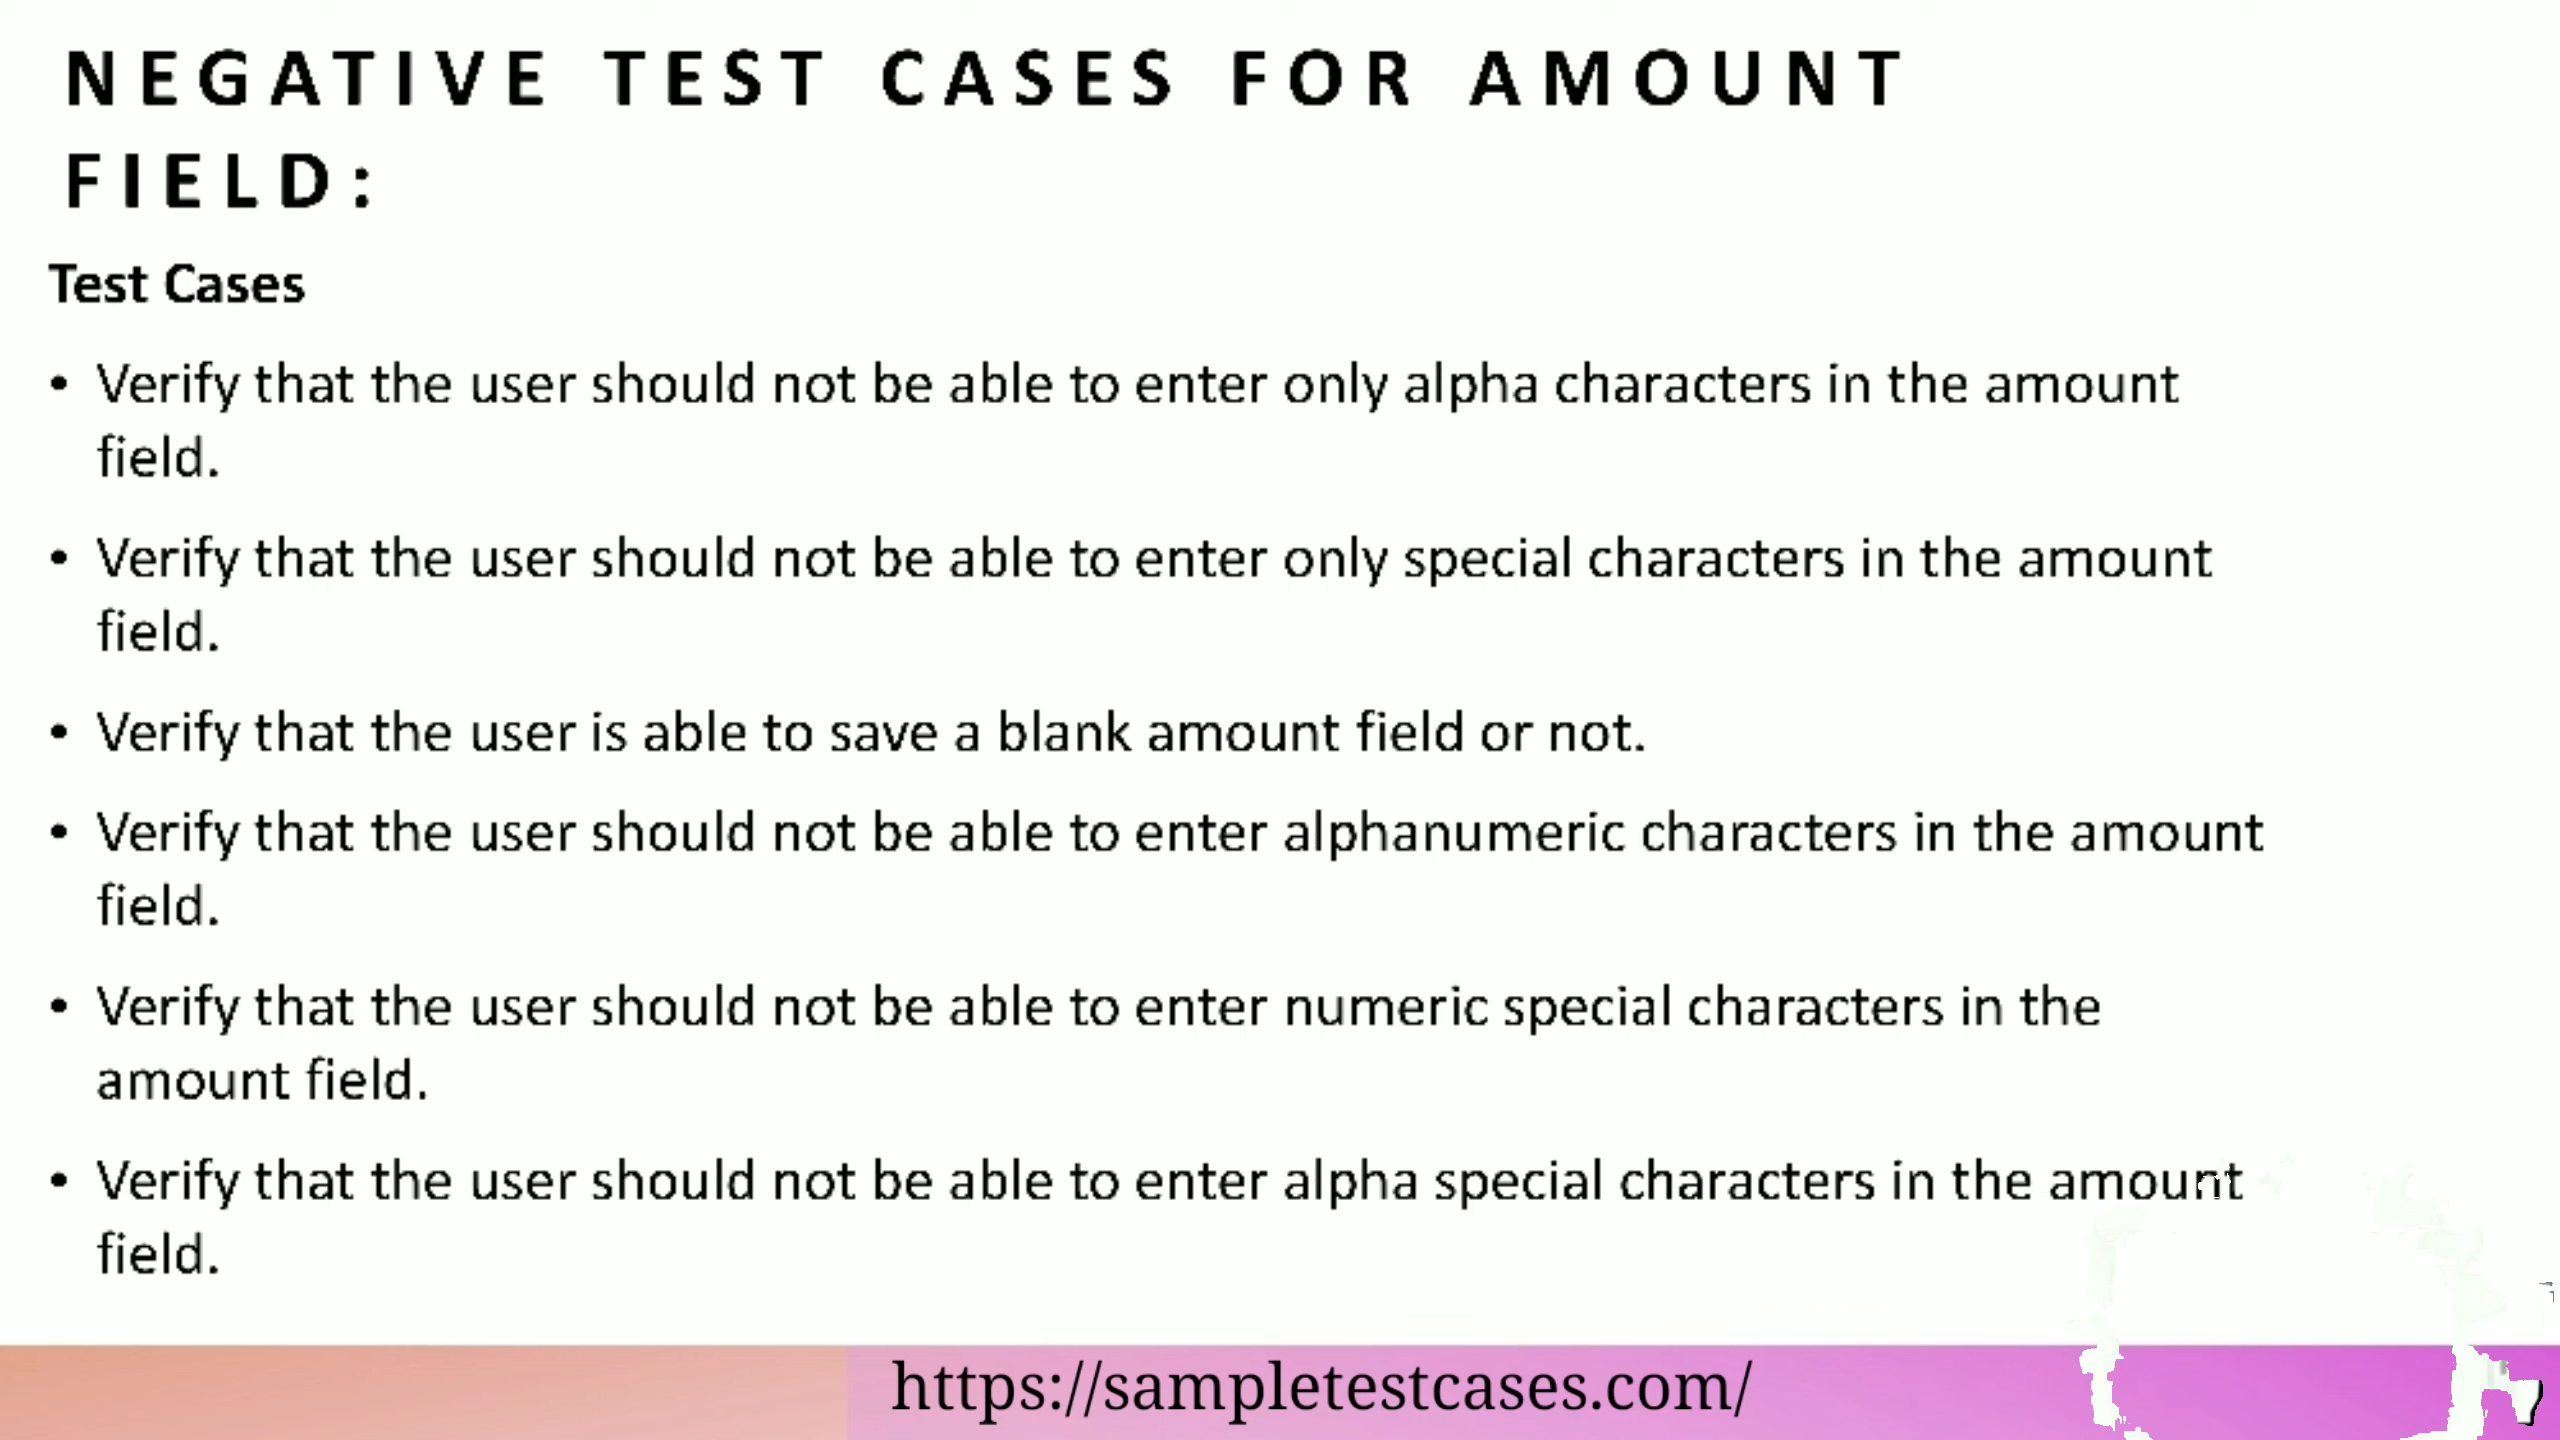 NEGATIVE TEST CASES FOR AMOUNT
FIELD:
Test Cases
• Verify that the user should not be able to enter only alpha characters in the amount
field.
• Verify that the user should not be able to enter only special characters in the amount
field.
• Verify that the user is able to save a blank amount field or not.
• Verify that the user should not be able to enter alphanumeric characters in the amount
field.
• Verify that the user should not be able to enter numeric special characters in the
amount field.
• Verify that the user should not be able to enter alpha special characters in the amount
field.
https://sampletestcases.com/